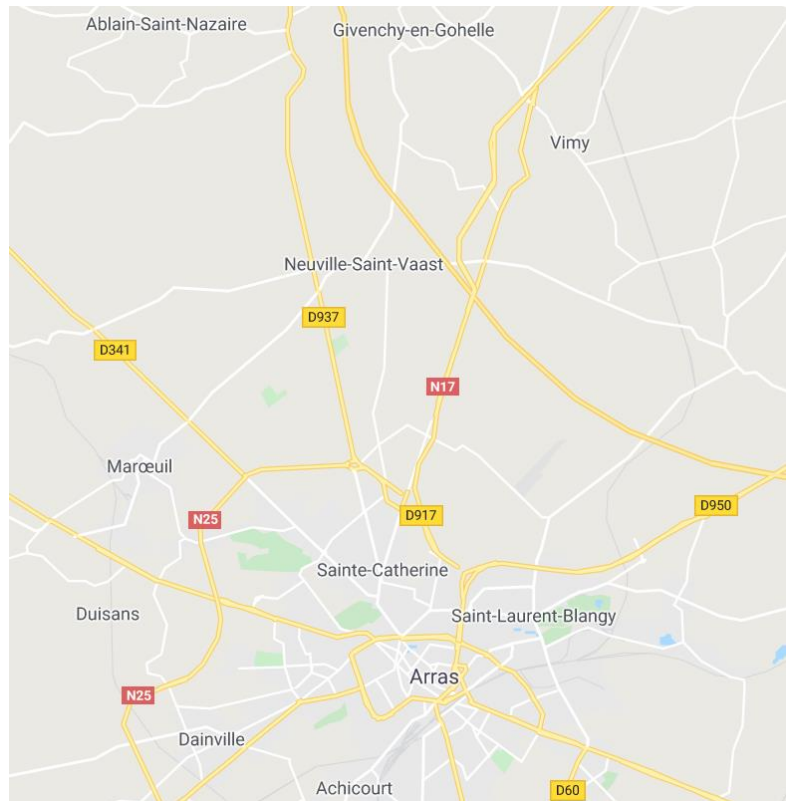 Ablain-Saint-Nazaire
Givenchy-en-Gohelle
Vimy
Neuville-Saint-Vaast
D937
D341
N17
Marœuil
D950
N25
D917
Sainte-Catherine
Duisans
Saint-Laurent-Blangy
Arras
N25
Dainville
Achicourt
D60